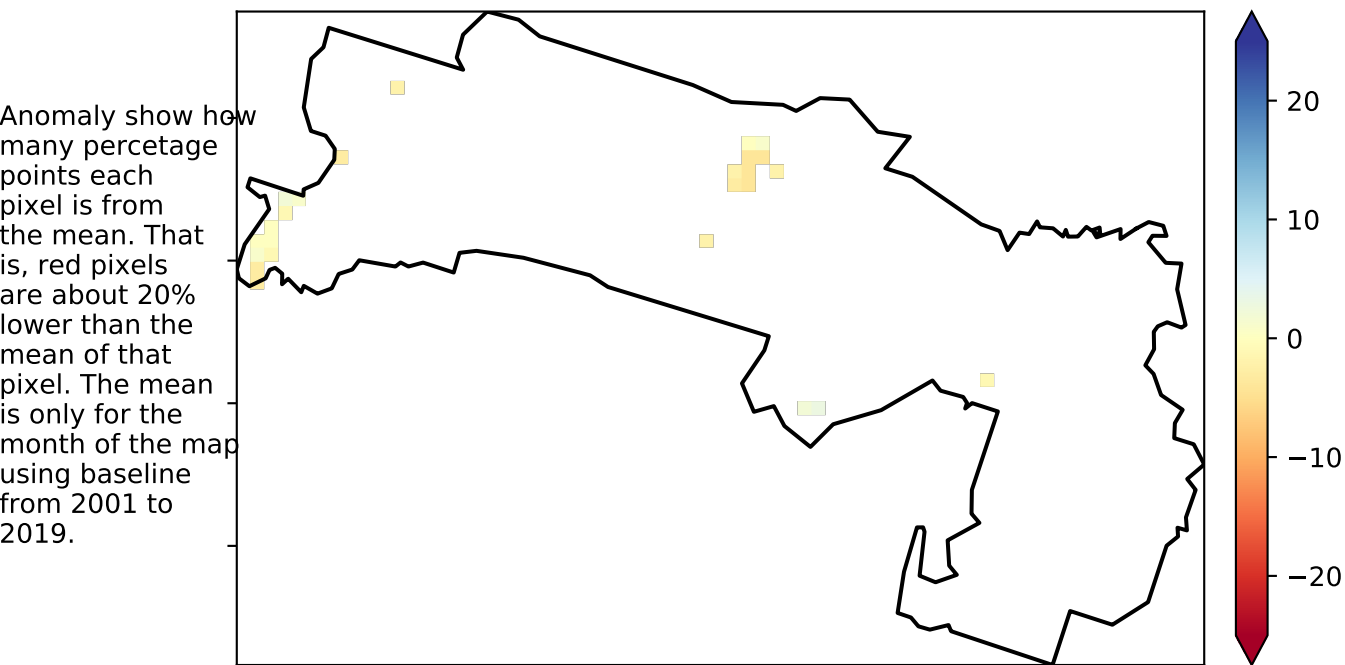 Anomaly show how
many percetage
points each
pixel is from
the mean. That
is, red pixels
are about 20%
lower than the
mean of that
pixel. The mean
is only for the
month of the map
using baseline
from 2001 to
2019.
20
10
0
−10
−20